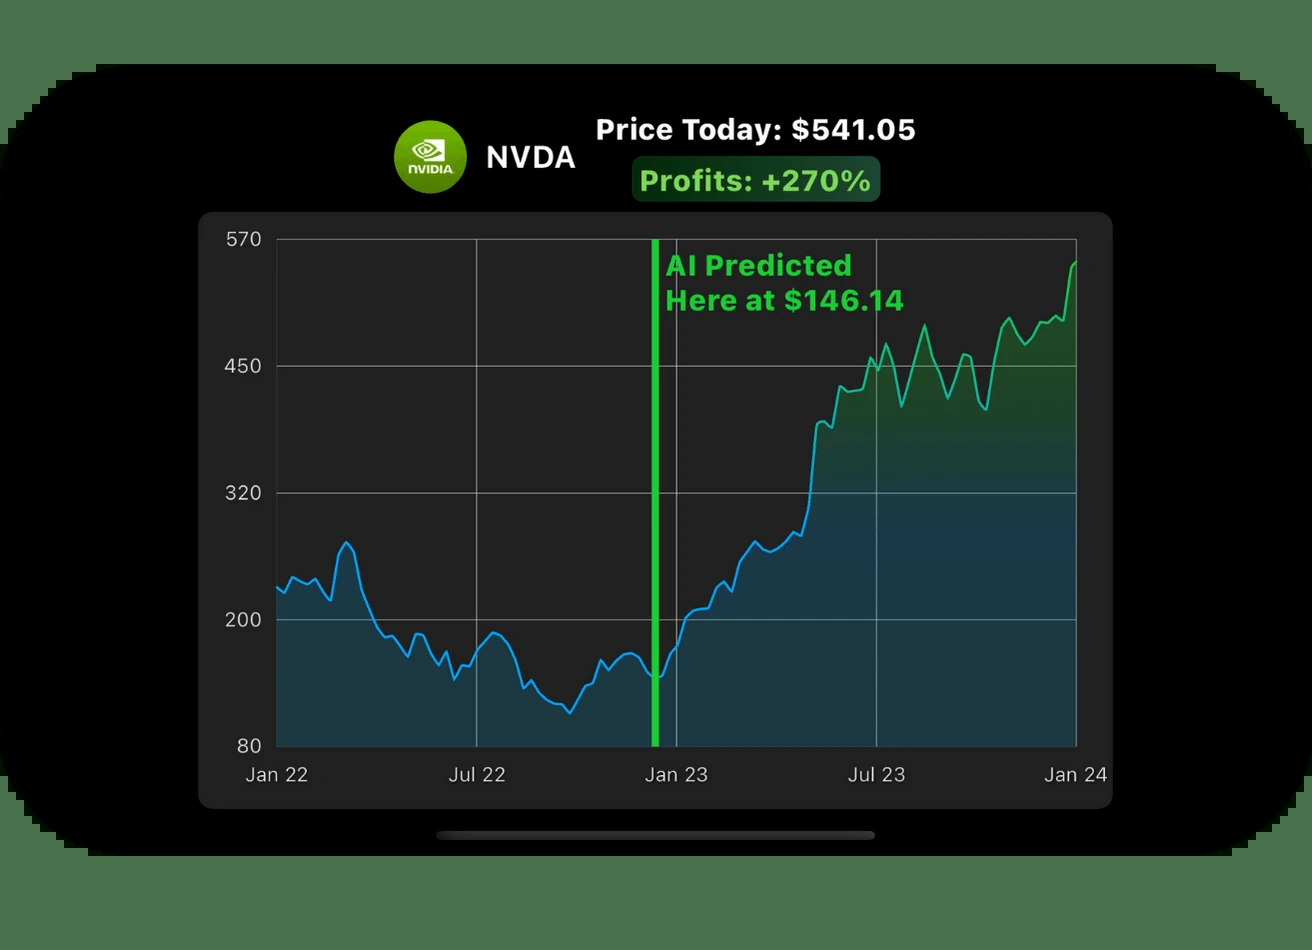 Price Today: $541.05
NVIDIA.
NVDA
Profits: +270%
570
AI Predicted
Here at $146.14
450
320
200
80
Jan 22
Jul 22
Jan 23
Jul 23
Jan 24